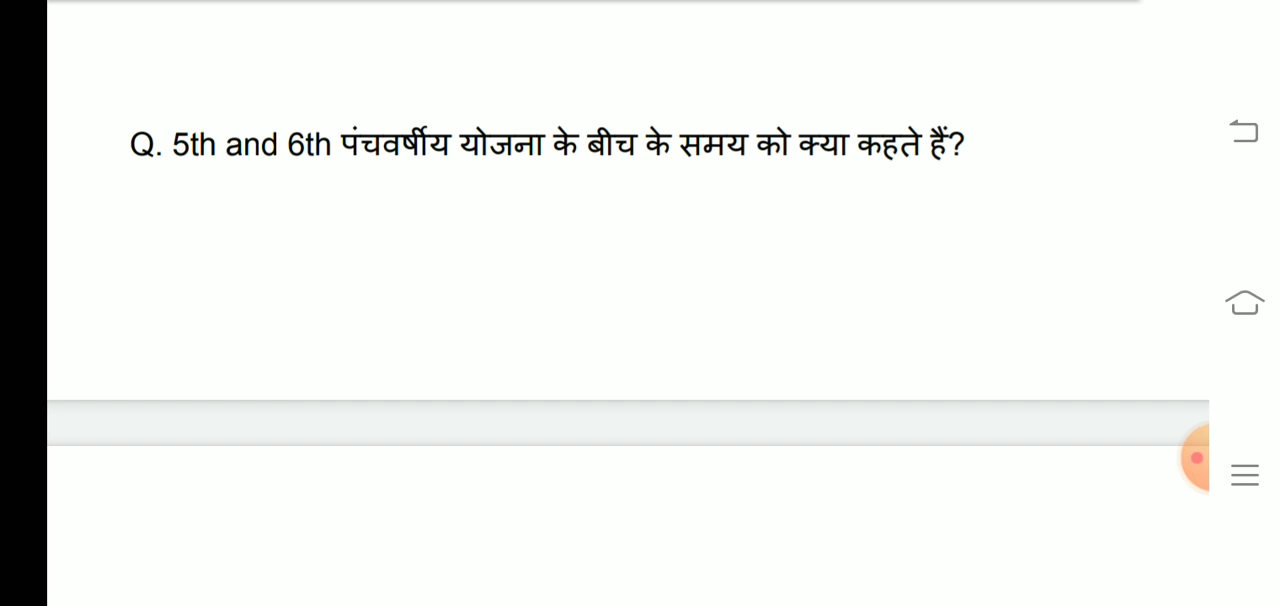 Q. 5th and 6th पंचवर्षीय योजना के बीच के समय को क्या कहते हैं?